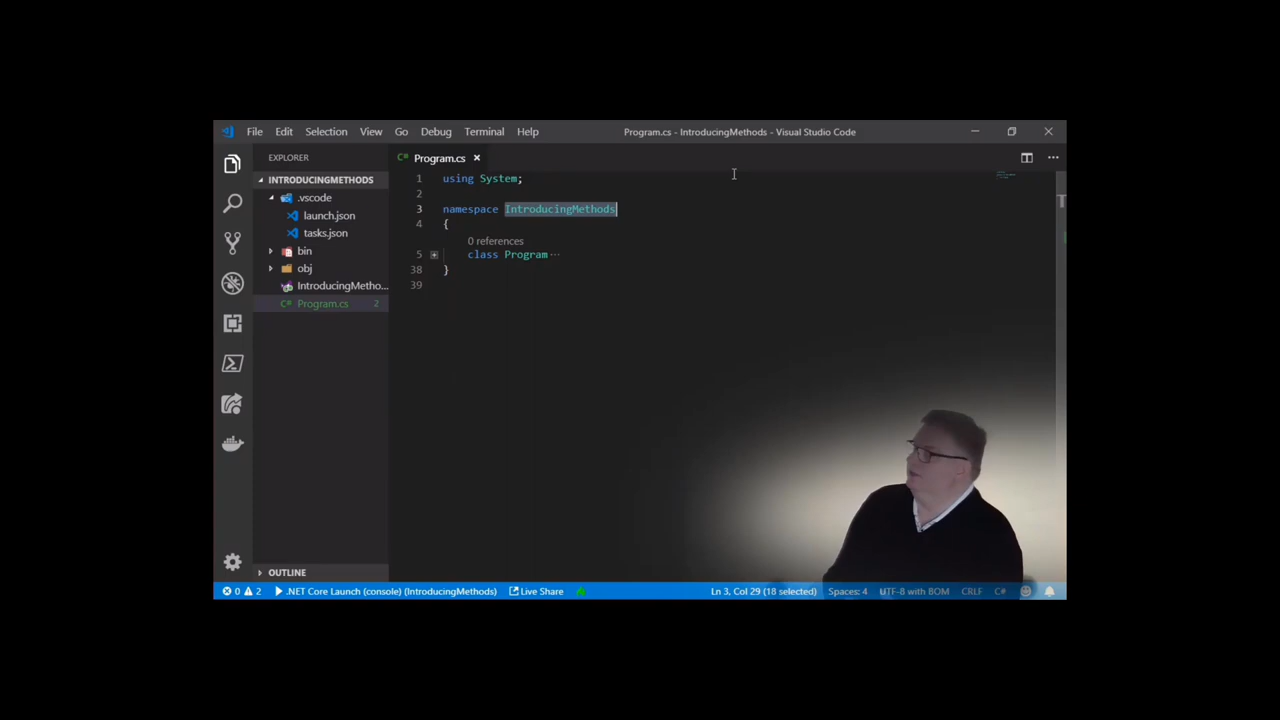 File Edit Selection View Go Debug Terminal Help
Program.cs - IntroducingMethods - Visual Studio Code
EXPLORER
INTRODUCINGMETHODS
.vscode
launch.json
tasks.json
bin
obj
IntroducingMetho...
Program.cs 2
OUTLINE
C# Program.cs ×
1 using System;
2
3 namespace IntroducingMethods
4 {
0 references
5 class Program...
38 }
39
0 2 .NET Core Launch (console) (IntroducingMethods) Live Share Ln 3, Col 29 (18 selected) Spaces: 4 UTF-8 with BOM CRLF C#